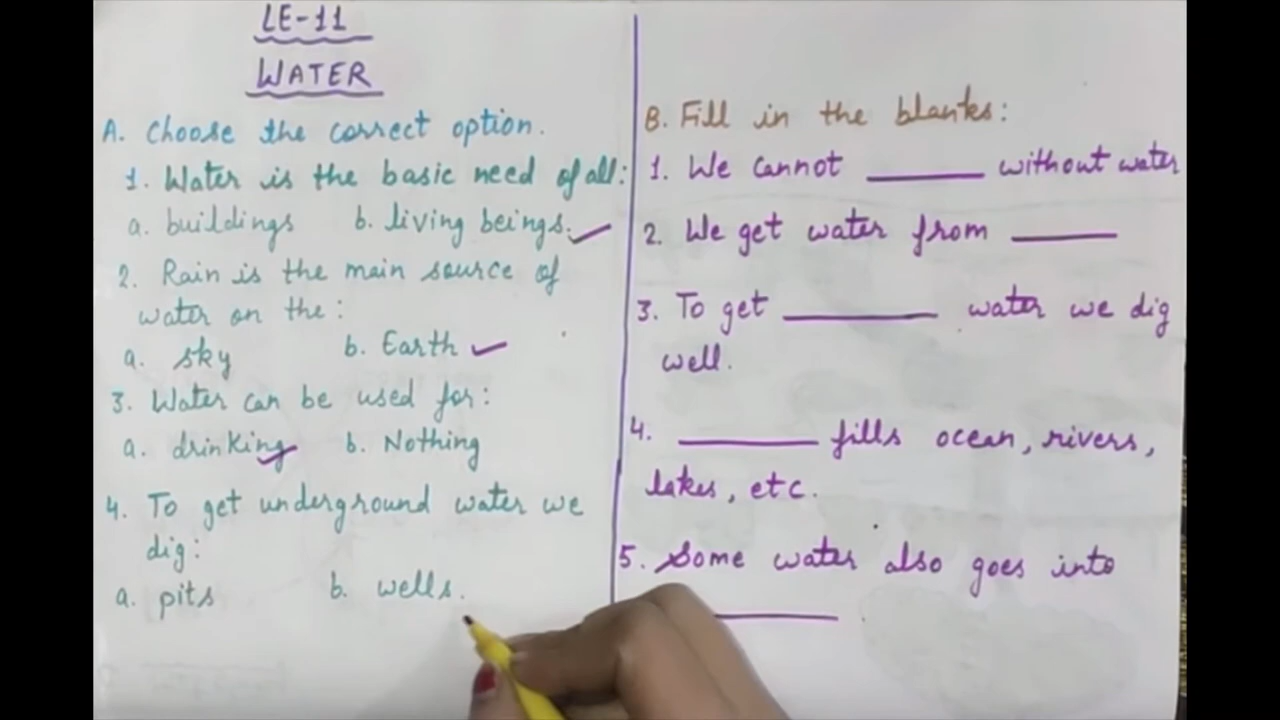 LE-11
WATER
A. Choose the correct option.
1. Water is the basic need of all:
a. buildings b. living beings.
2. Rain is the main source of
water on the:
a. sky b. Earth
3. Water can be used for:
a. drinking b. Nothing
4. To get underground water we
dig:
a. pits b. wells.
B. Fill in the blanks:
1. We cannot ______ without water
2. We get water from ______
3. To get ______ water we dig
well.
4. ______ fills ocean, rivers,
lakes, etc.
5. Some water also goes into
______